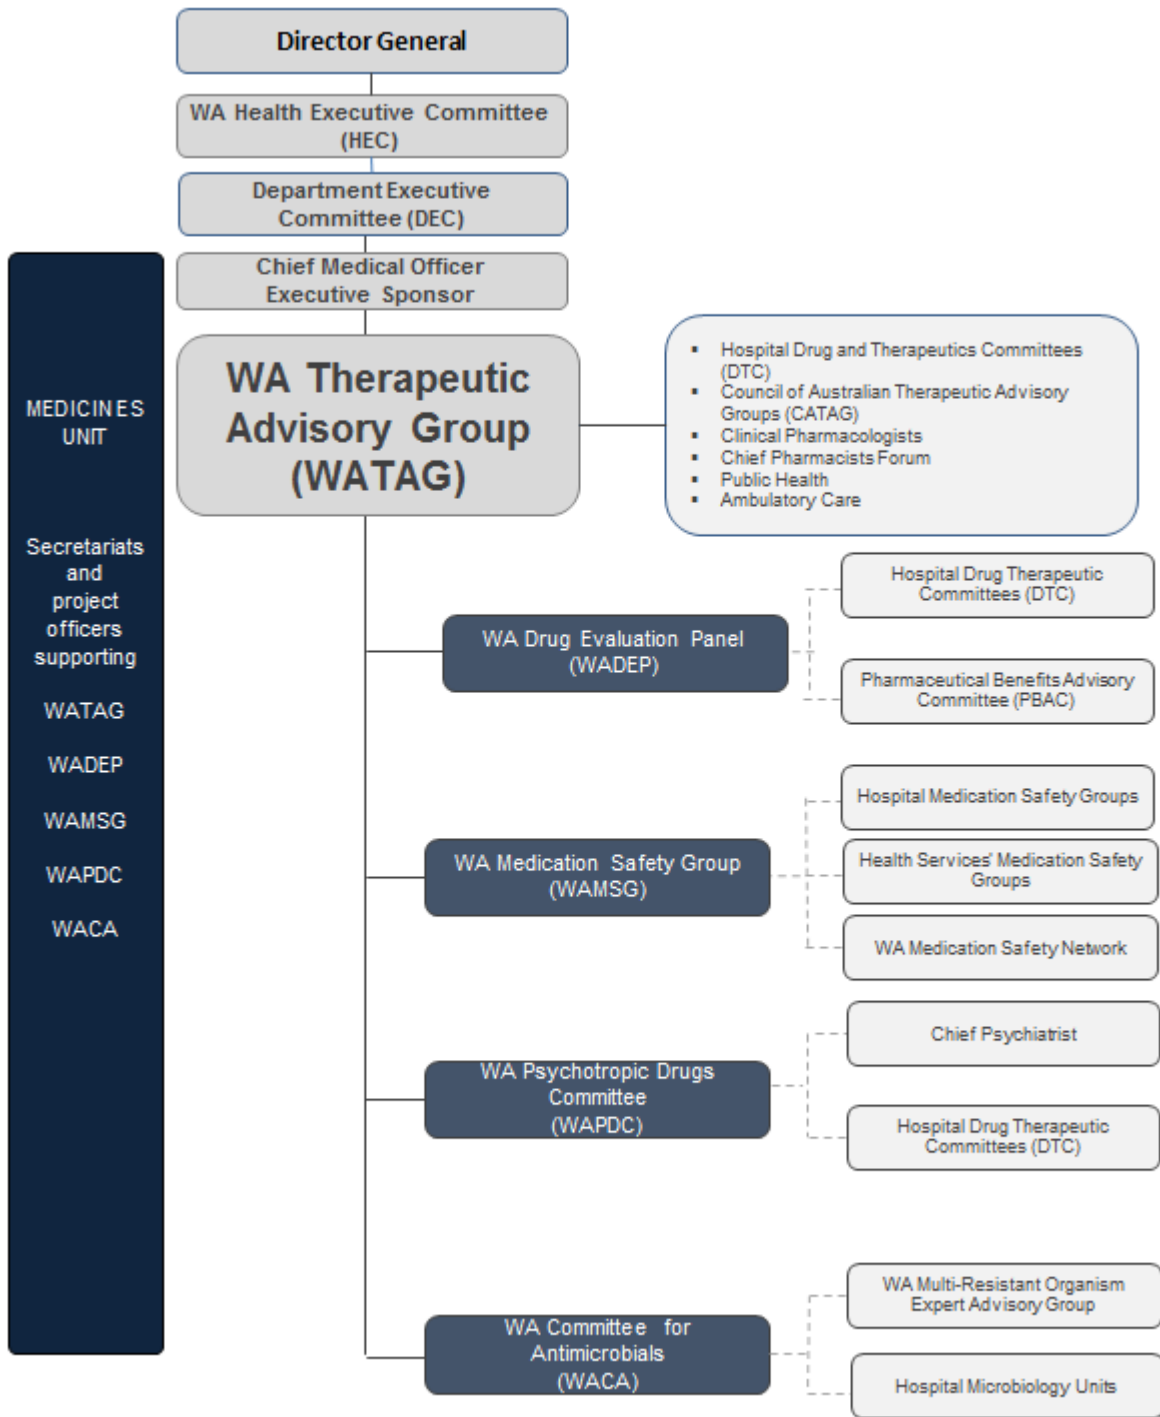 Director General
WA Health Executive Committee
(HEC)
Department Executive
Committee (DEC)
Chief Medical Officer
Executive Sponsor
WA Therapeutic
Advisory Group
(WATAG)
▪ Hospital Drug and Therapeutics Committees
(DTC)
▪ Council of Australian Therapeutic Advisory
Groups (CATAG)
▪ Clinical Pharmacologists
▪ Chief Pharmacists Forum
▪ Public Health
▪ Ambulatory Care
MEDICINES
UNIT
Secretariats
and
project
officers
supporting
WATAG
WADEP
WAMSG
WAPDC
WACA
WA Drug Evaluation Panel
(WADEP)
Hospital Drug Therapeutic
Committees (DTC)
Pharmaceutical Benefits Advisory
Committee (PBAC)
WA Medication Safety Group
(WAMSG)
Hospital Medication Safety Groups
Health Services' Medication Safety
Groups
WA Medication Safety Network
WA Psychotropic Drugs
Committee
(WAPDC)
Chief Psychiatrist
Hospital Drug Therapeutic
Committees (DTC)
WA Committee for
Antimicrobials
(WACA)
WA Multi-Resistant Organism
Expert Advisory Group
Hospital Microbiology Units